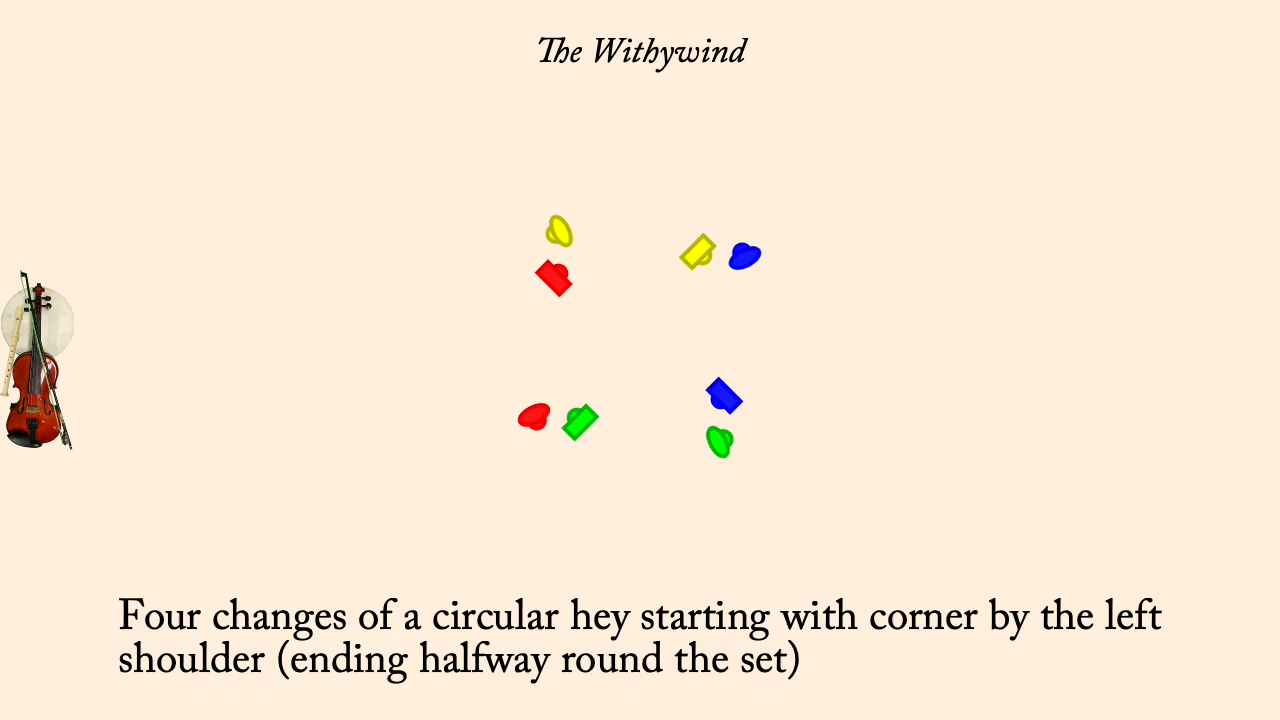 The Withywind
Four changes of a circular hey starting with corner by the left
shoulder (ending halfway round the set)